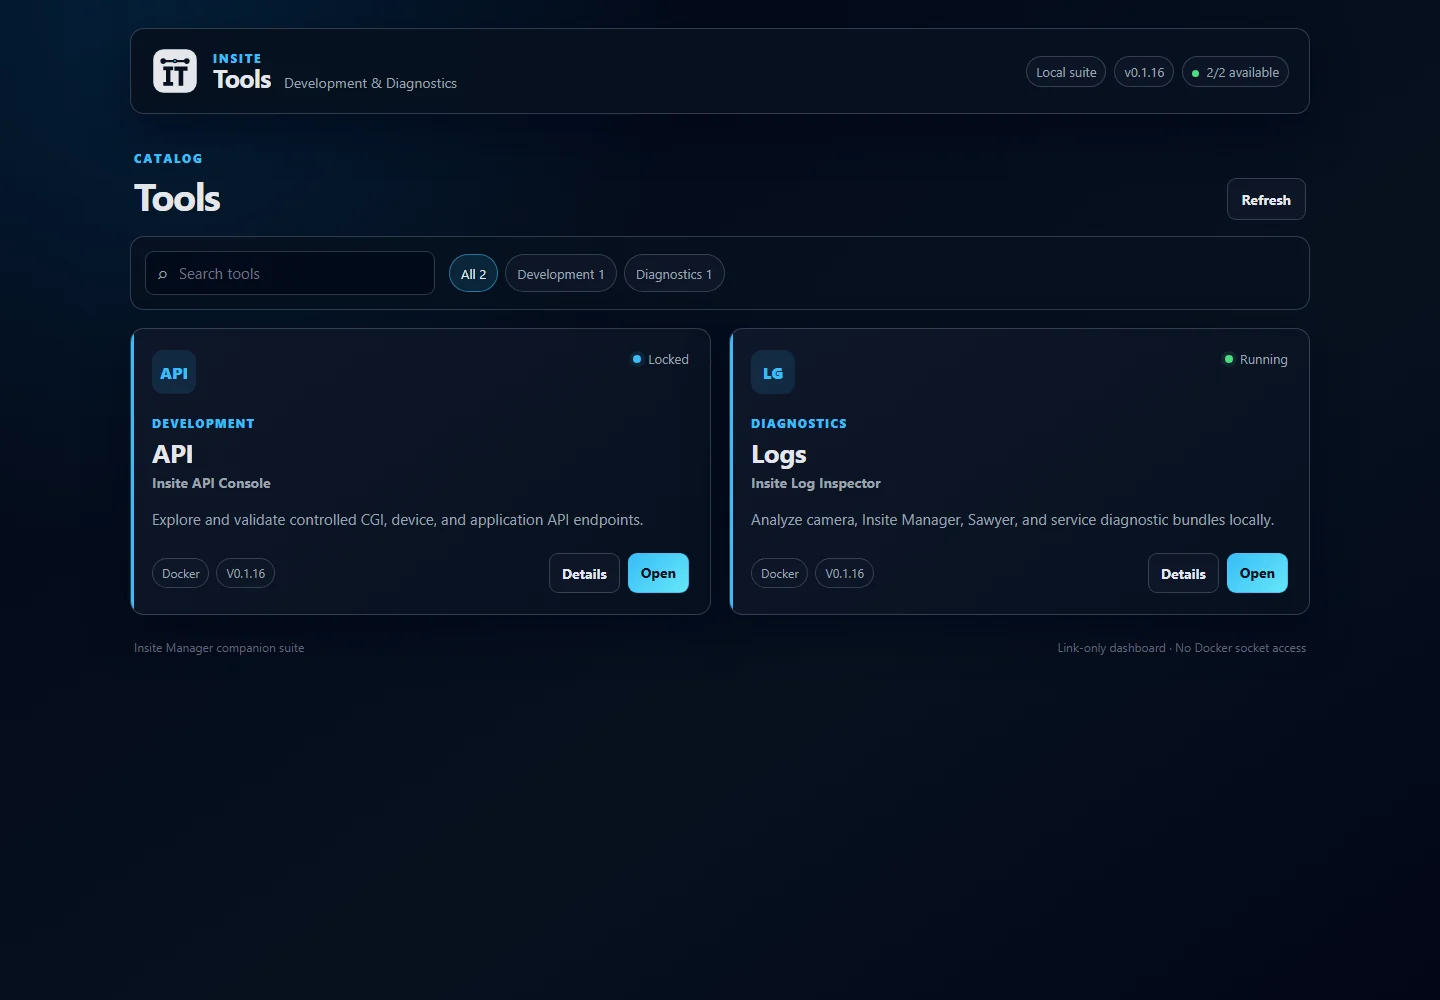 IT
INSITE
Tools Development & Diagnostics
Local suite
v0.1.16
2/2 available
CATALOG
Tools
Refresh
Search tools
All 2
Development 1
Diagnostics 1
API
Locked
DEVELOPMENT
API
Insite API Console
Explore and validate controlled CGI, device, and application API endpoints.
Docker
V0.1.16
Details
Open
LG
Running
DIAGNOSTICS
Logs
Insite Log Inspector
Analyze camera, Insite Manager, Sawyer, and service diagnostic bundles locally.
Docker
V0.1.16
Details
Open
Insite Manager companion suite
Link-only dashboard · No Docker socket access